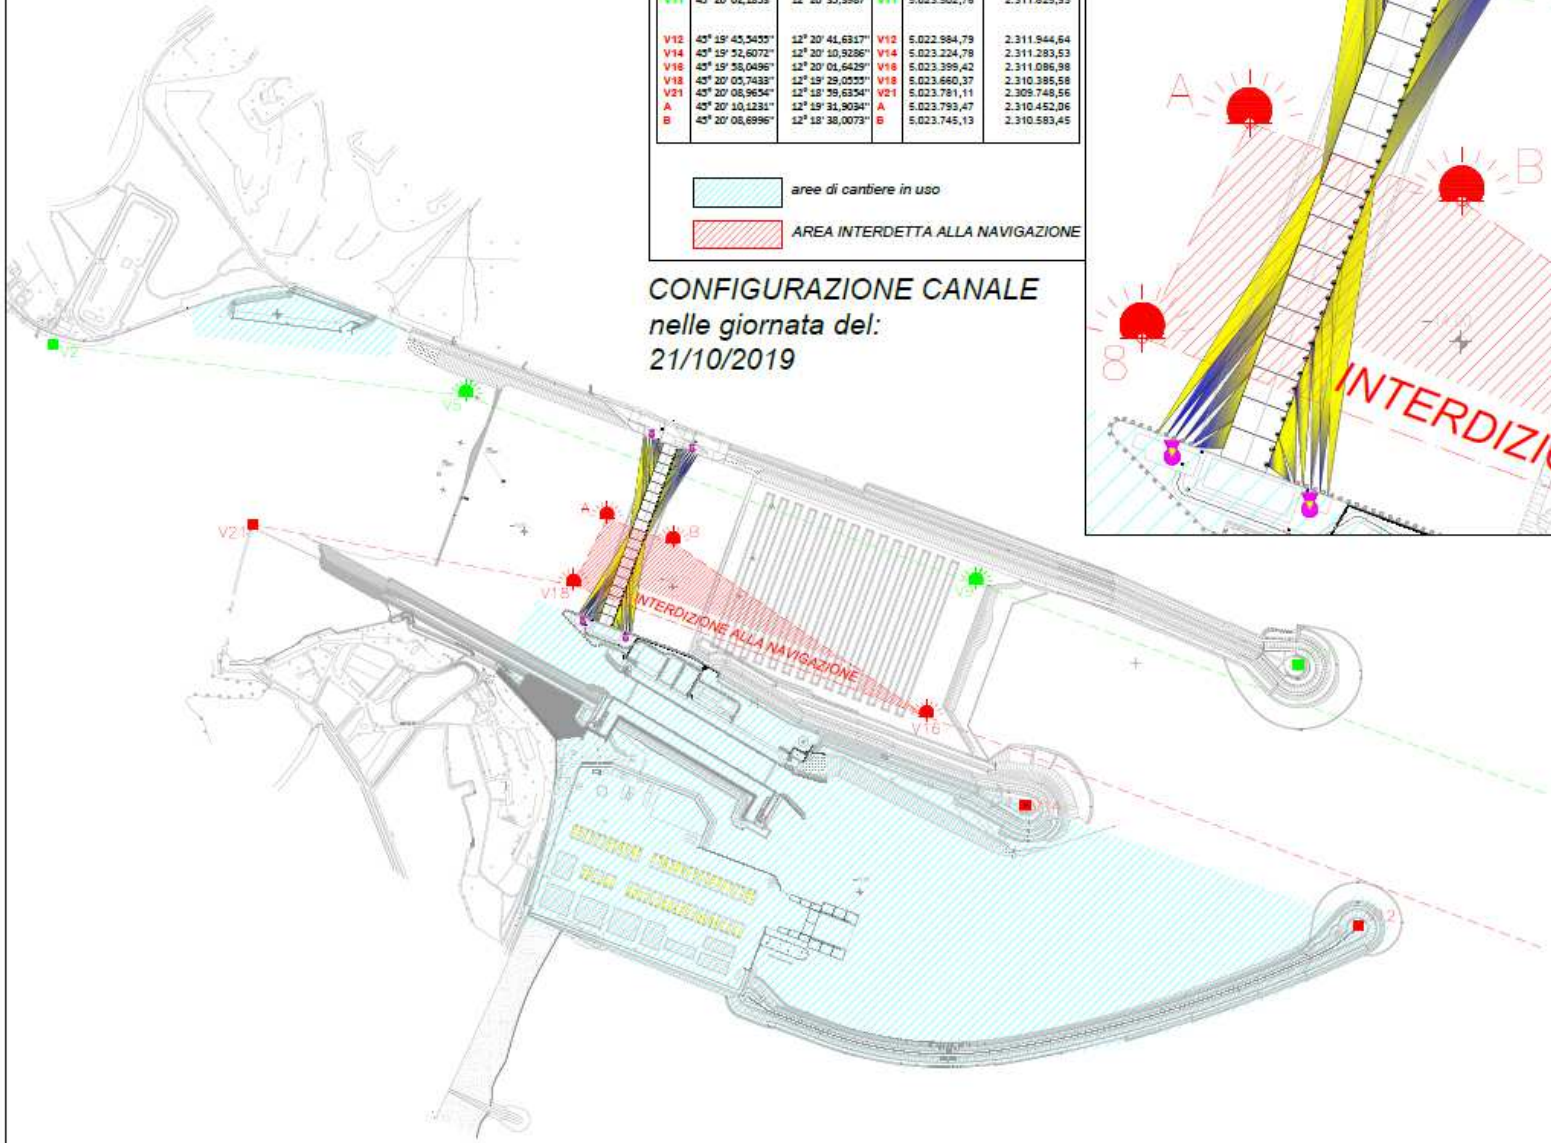 V12 45° 19' 45,5455" 12° 20' 41,6317" V12 5.022.984,79 2.311.944,64
V14 45° 19' 52,6072" 12° 20' 10,9286" V14 5.023.224,78 2.311.283,53
V16 45° 19' 58,0496" 12° 20' 01,6429" V16 5.023.399,42 2.311.086,98
V18 45° 20' 05,7433" 12° 19' 29,0555" V18 5.023.660,37 2.310.385,58
V21 45° 20' 08,9654" 12° 18' 59,6354" V21 5.023.781,11 2.309.748,56
A 45° 20' 10,1231" 12° 19' 31,9034" A 5.023.793,47 2.310.452,06
B 45° 20' 08,6996" 12° 18' 38,0073" B 5.023.745,13 2.310.583,45
aree di cantiere in uso
AREA INTERDETTA ALLA NAVIGAZIONE
CONFIGURAZIONE CANALE
nelle giornata del:
21/10/2019
A
B
8
INTERDIZIO
V2
V5
A
B
V21
V18
V9
INTERDIZIONE ALLA NAVIGAZIONE
V16
V14
2